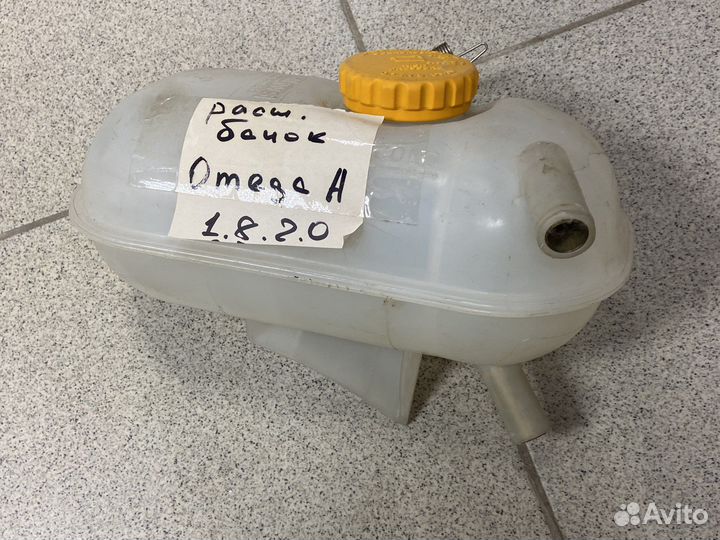 расш.
бачок
Omega A
1.8.2.0
Avito